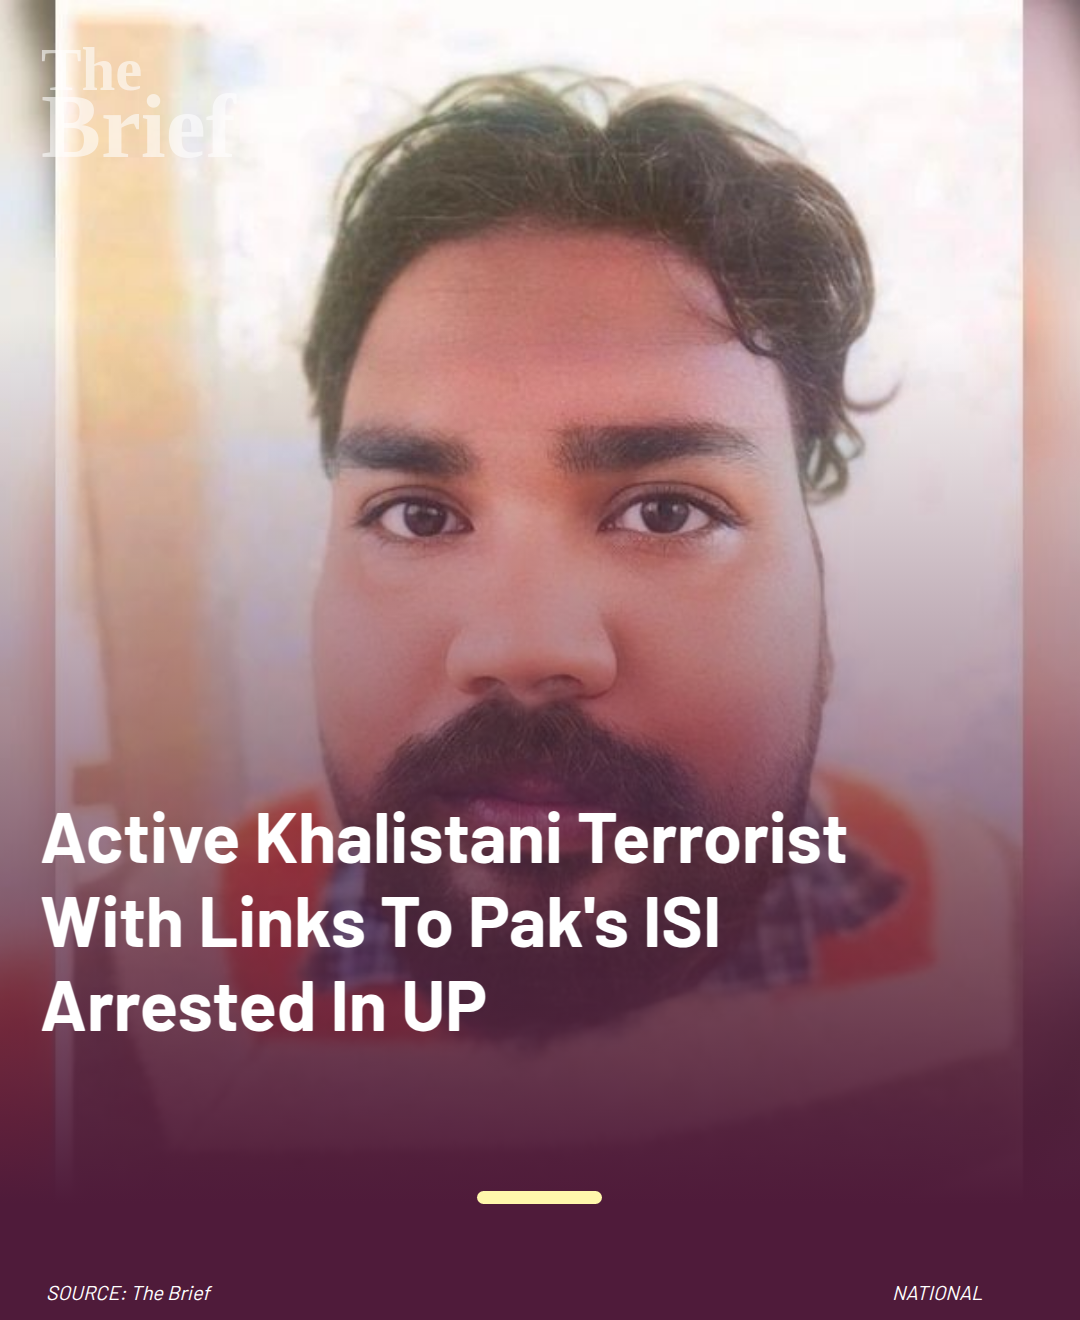 The
Brief
Active Khalistani Terrorist
With Links To Pak's ISI
Arrested In UP
SOURCE: The Brief
NATIONAL